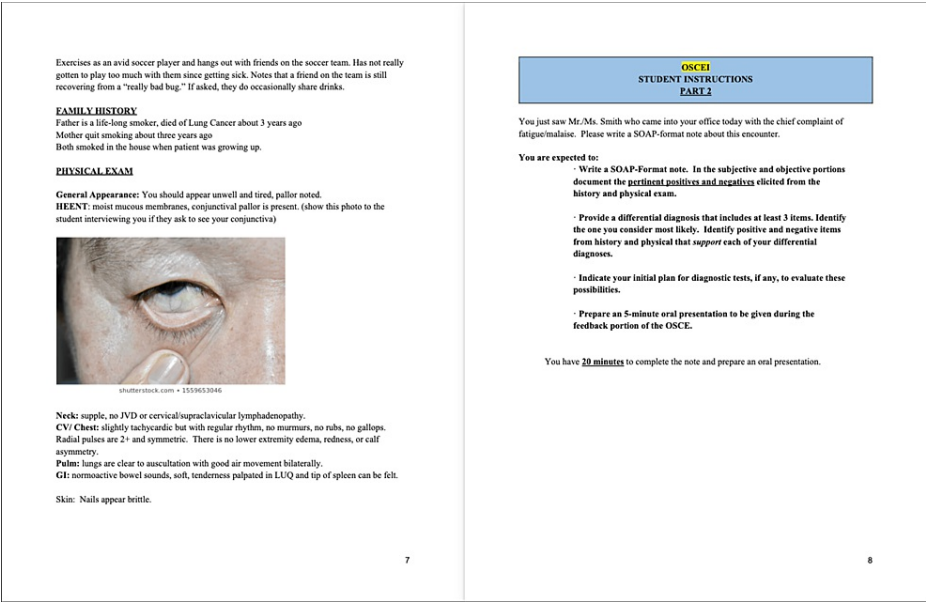 Exercises as an avid soccer player and hangs out with friends on the soccer team. Has not really
gotten to play too much with them since getting sick. Notes that a friend on the team is still
recovering from a “really bad bug.” If asked, they do occasionally share drinks.
FAMILY HISTORY
Father is a life-long smoker, died of Lung Cancer about 3 years ago
Mother quit smoking about three years ago
Both smoked in the house when patient was growing up.
PHYSICAL EXAM
General Appearance: You should appear unwell and tired, pallor noted.
HEENT: moist mucous membranes, conjunctival pallor is present. (show this photo to the
student interviewing you if they ask to see your conjunctiva)
shutterstock.com • 1559653046
Neck: supple, no JVD or cervical/supraclavicular lymphadenopathy.
CV/ Chest: slightly tachycardic but with regular rhythm, no murmurs, no rubs, no gallops.
Radial pulses are 2+ and symmetric. There is no lower extremity edema, redness, or calf
asymmetry.
Pulm: lungs are clear to auscultation with good air movement bilaterally.
GI: normoactive bowel sounds, soft, tenderness palpated in LUQ and tip of spleen can be felt.
Skin: Nails appear brittle.
7
OSCEI
STUDENT INSTRUCTIONS
PART 2
You just saw Mr./Ms. Smith who came into your office today with the chief complaint of
fatigue/malaise. Please write a SOAP-format note about this encounter.
You are expected to:
· Write a SOAP-Format note. In the subjective and objective portions
document the pertinent positives and negatives elicited from the
history and physical exam.
· Provide a differential diagnosis that includes at least 3 items. Identify
the one you consider most likely. Identify positive and negative items
from history and physical that support each of your differential
diagnoses.
· Indicate your initial plan for diagnostic tests, if any, to evaluate these
possibilities.
· Prepare an 5-minute oral presentation to be given during the
feedback portion of the OSCE.
You have 20 minutes to complete the note and prepare an oral presentation.
8